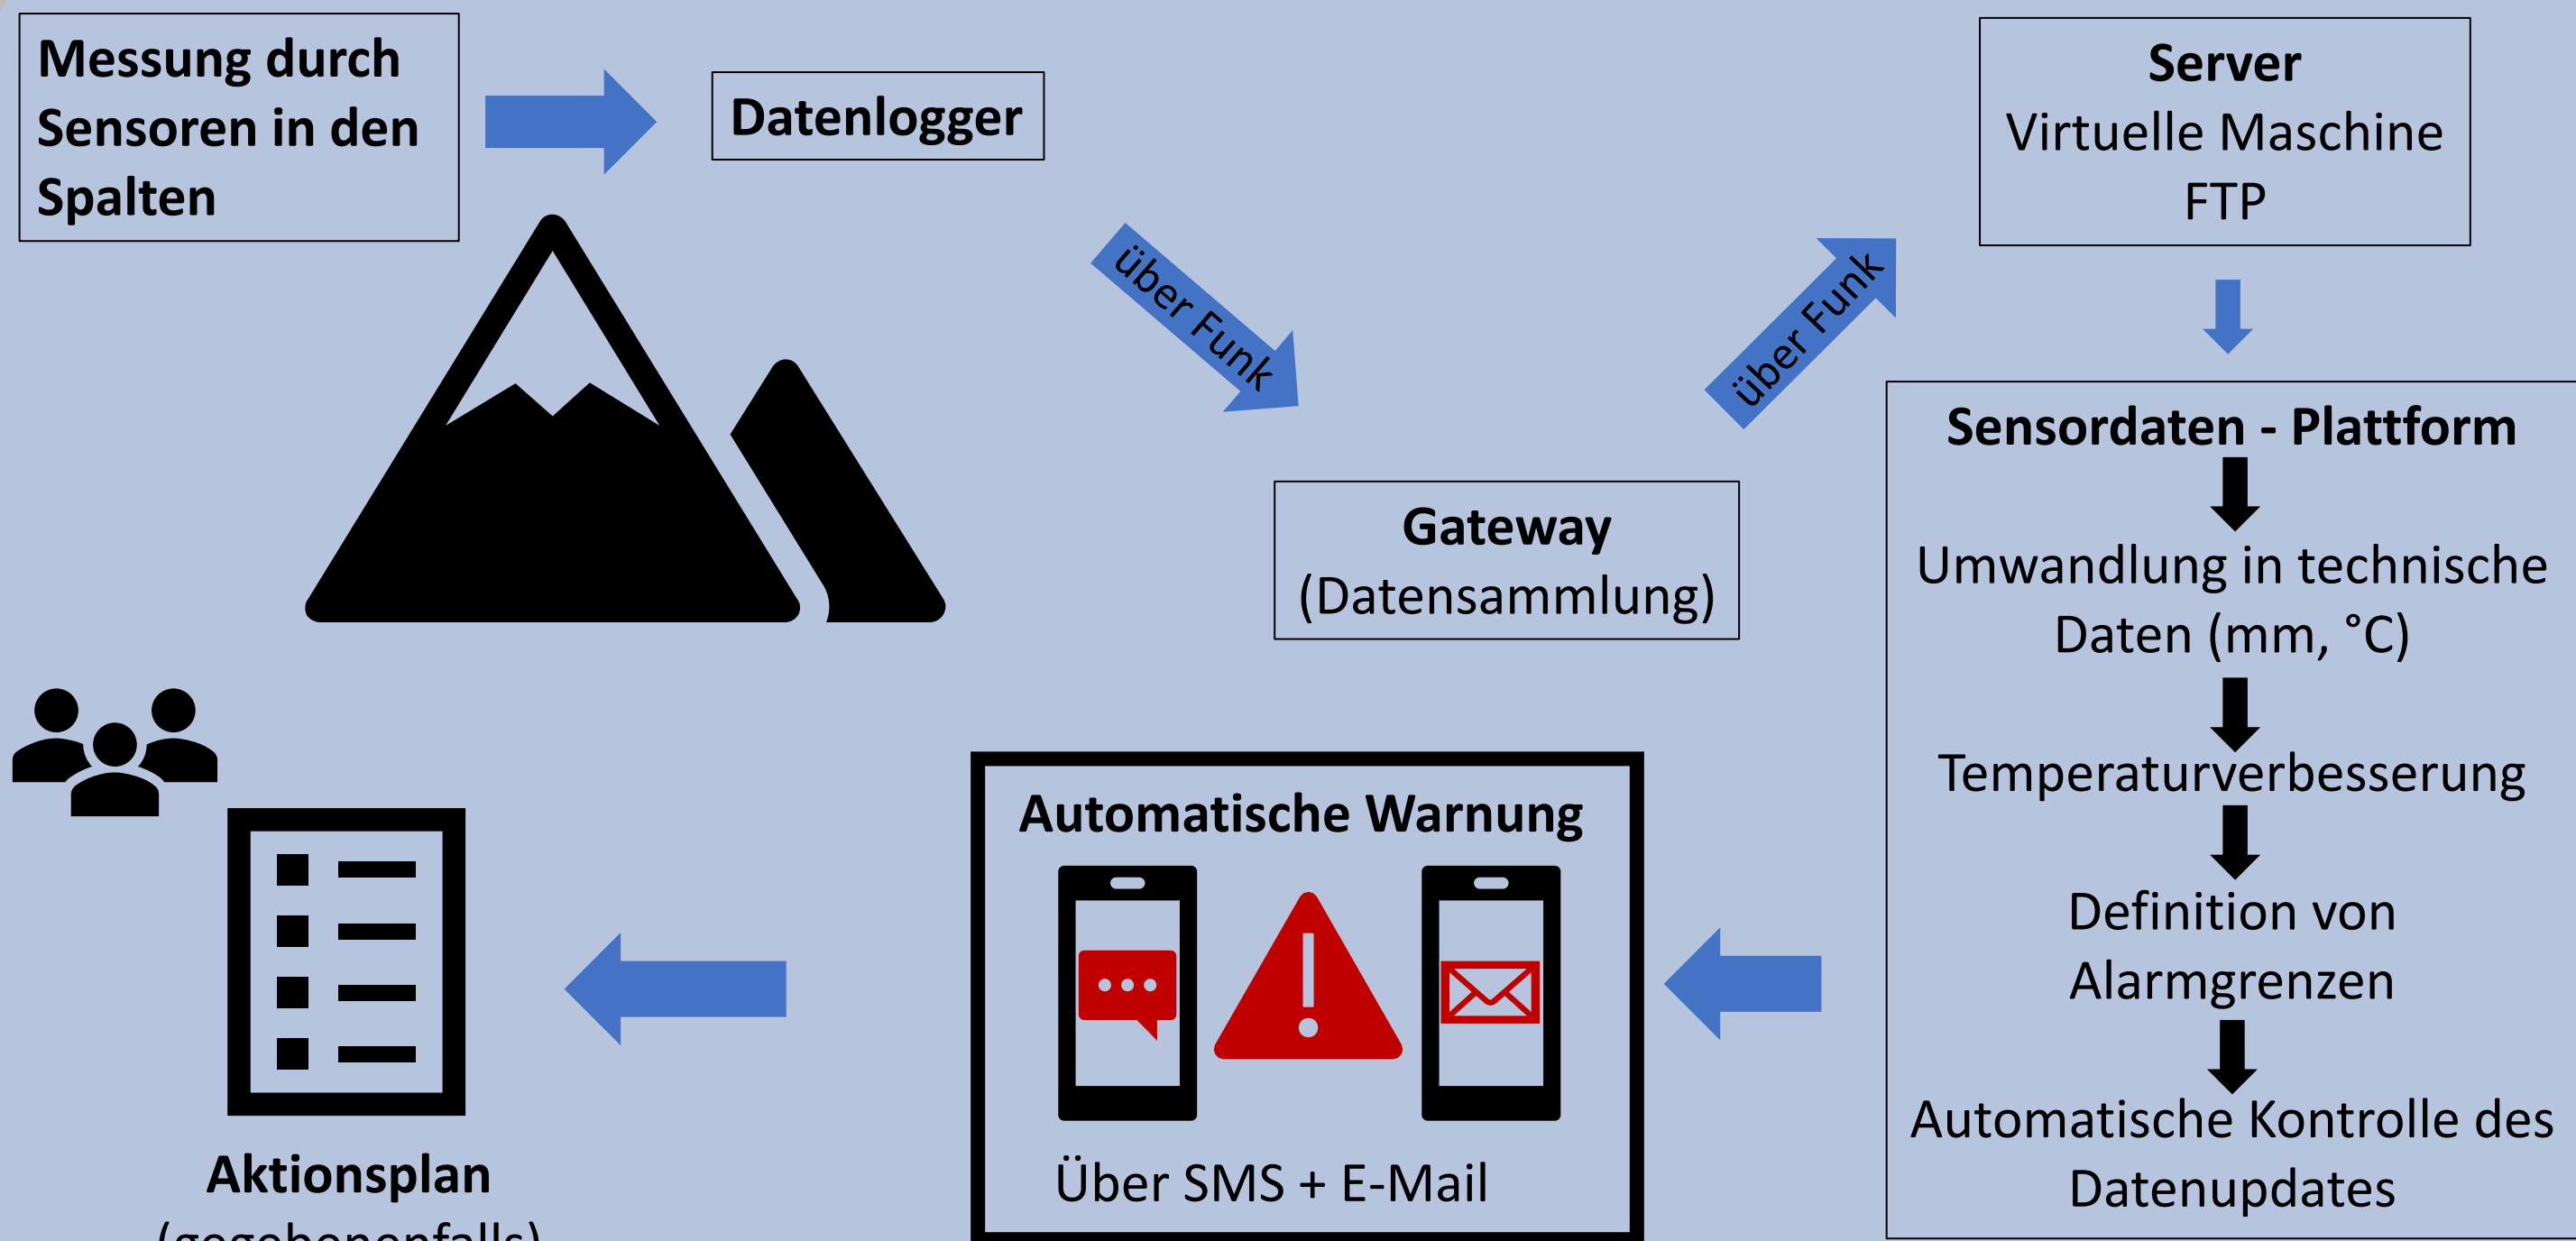 Messung durch
Sensoren in den
Spalten
Datenlogger
über Funk
Gateway
(Datensammlung)
über Funk
Server
Virtuelle Maschine
FTP
Sensordaten - Plattform
Umwandlung in technische
Daten (mm, °C)
Temperaturverbesserung
Definition von
Alarmgrenzen
Automatische Kontrolle des
Datenupdates
Automatische Warnung
Über SMS + E-Mail
Aktionsplan
(gegebenenfalls)